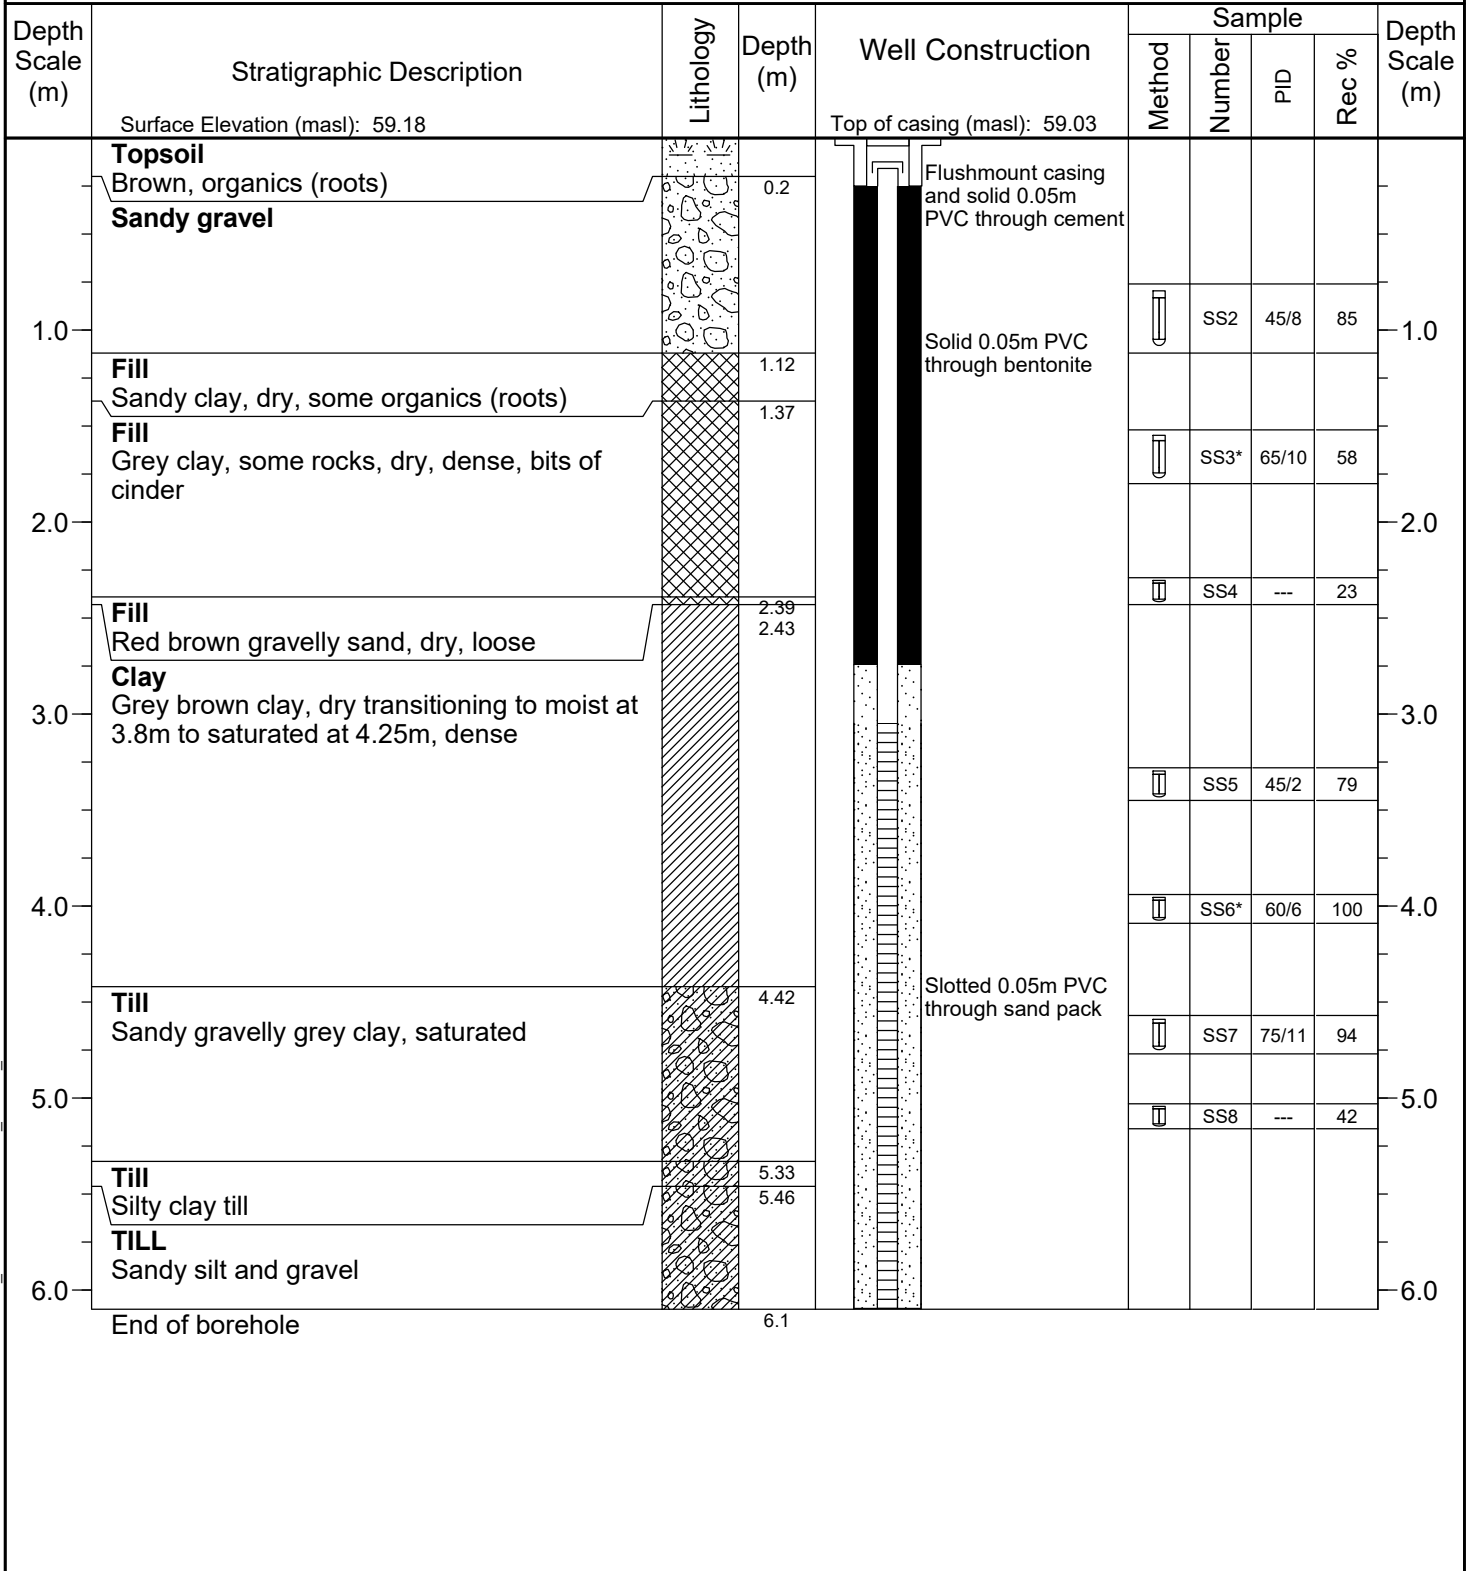 Depth
Scale
(m)
Stratigraphic Description
Surface Elevation (masl): 59.18
Lithology
Depth
(m)
Well Construction
Top of casing (masl): 59.03
Sample
Method
Number
PID
Rec %
Depth
Scale
(m)
Topsoil
Brown, organics (roots)
0.2
Sandy gravel
Flushmount casing
and solid 0.05m
PVC through cement
SS2 45/8 85
1.0
1.0
Solid 0.05m PVC
through bentonite
Fill
1.12
Sandy clay, dry, some organics (roots)
1.37
Fill
Grey clay, some rocks, dry, dense, bits of
cinder
SS3* 65/10 58
2.0
2.0
SS4 --- 23
Fill
2.39
Red brown gravelly sand, dry, loose
2.43
Clay
Grey brown clay, dry transitioning to moist at
3.8m to saturated at 4.25m, dense
3.0
3.0
SS5 45/2 79
4.0
SS6* 60/6 100
4.0
Till
4.42
Sandy gravelly grey clay, saturated
Slotted 0.05m PVC
through sand pack
SS7 75/11 94
5.0
5.0
SS8 --- 42
Till
5.33
Silty clay till
5.46
TILL
Sandy silt and gravel
6.0
6.0
End of borehole
6.1